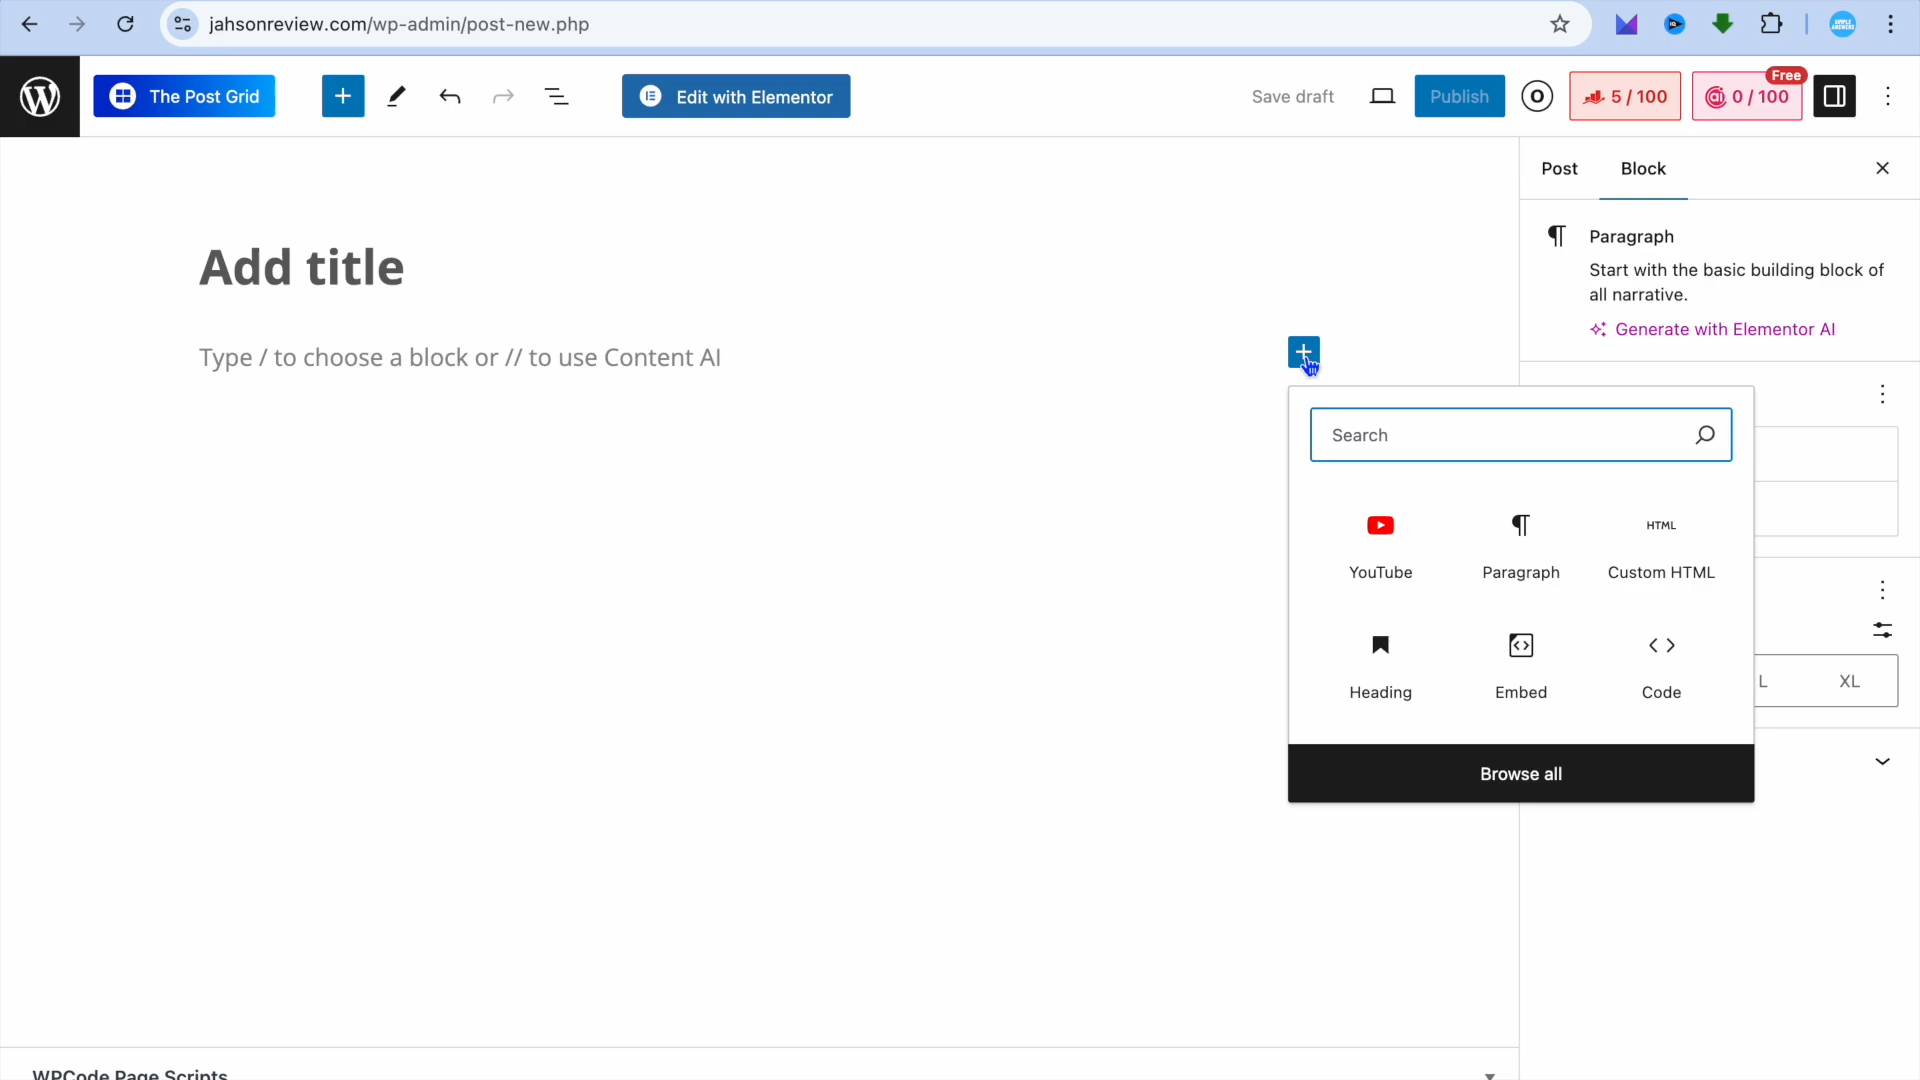 jahsonreview.com/wp-admin/post-new.php
The Post Grid
Edit with Elementor
Save draft
Publish
5 / 100
0 / 100
Free
Post
Block
Paragraph
Start with the basic building block of
all narrative.
Generate with Elementor AI
Add title
Type / to choose a block or // to use Content AI
Search
YouTube
Paragraph
HTML
Custom HTML
Heading
Embed
Code
L
XL
Browse all
WPCode Page Scripts